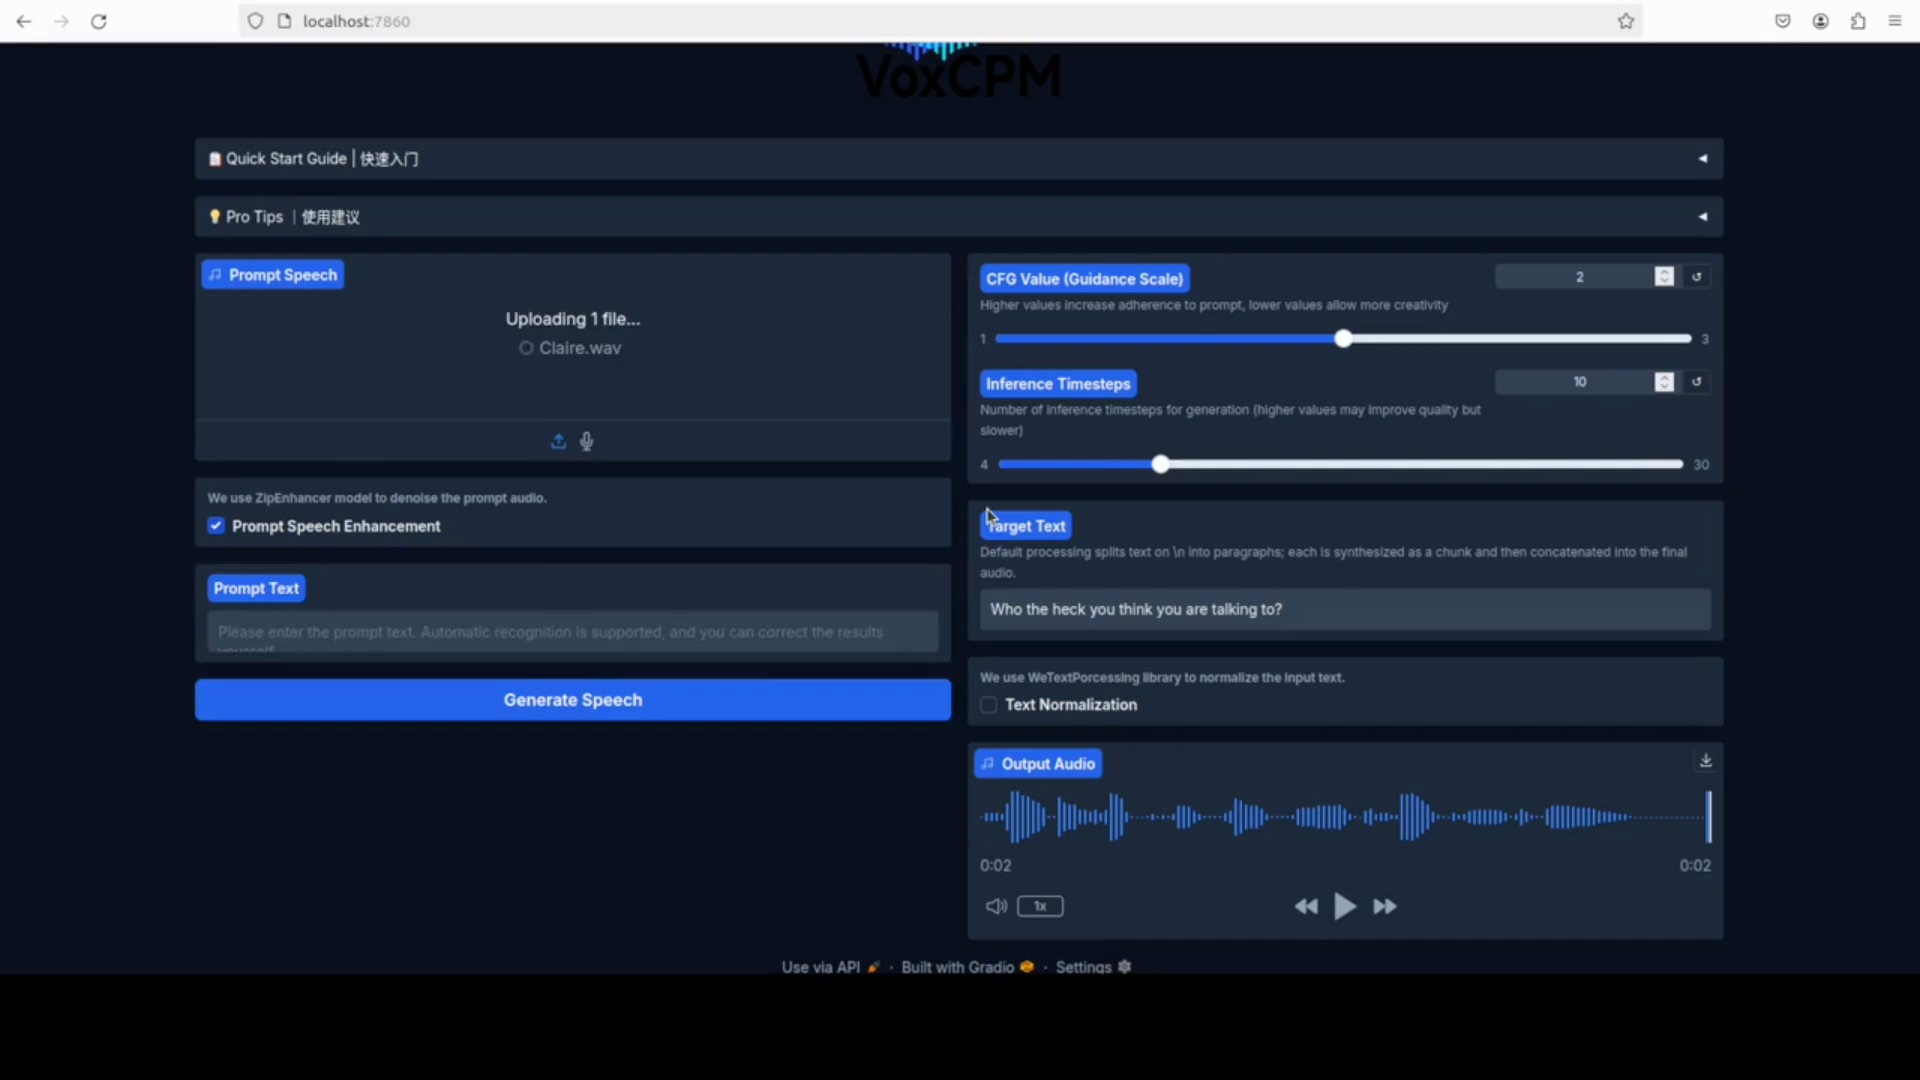 localhost:7860
VoxCPM
Quick Start Guide | 快速入门
Pro Tips | 使用建议
Prompt Speech
Uploading 1 file...
Claire.wav
We use ZipEnhancer model to denoise the prompt audio.
Prompt Speech Enhancement
Prompt Text
Please enter the prompt text. Automatic recognition is supported, and you can correct the results
yourself
Generate Speech
CFG Value (Guidance Scale)
2
Higher values increase adherence to prompt, lower values allow more creativity
1
3
Inference Timesteps
10
Number of inference timesteps for generation (higher values may improve quality but
slower)
4
30
Target Text
Default processing splits text on \n into paragraphs; each is synthesized as a chunk and then concatenated into the final
audio.
Who the heck you think you are talking to?
We use WeTextPorcessing library to normalize the input text.
Text Normalization
Output Audio
0:02
0:02
1x
Use via API · Built with Gradio · Settings